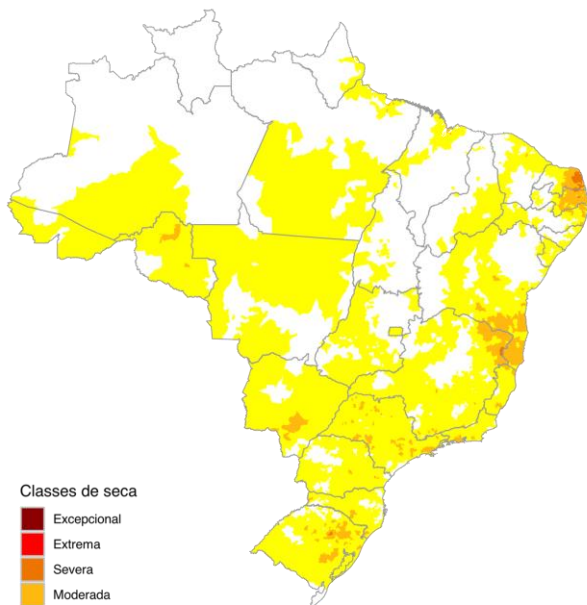 Classes de seca
Excepcional
Extrema
Severa
Moderada